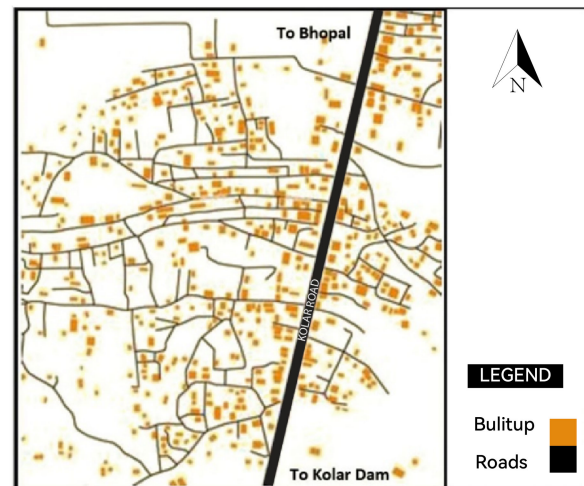 To Bhopal
N
KOLAR ROAD
LEGEND
Bulitup
Roads
To Kolar Dam